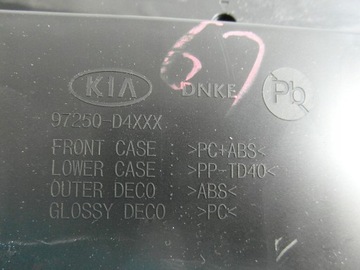 KIA DNKE Pb
67
97250-D4XXX
FRONT CASE : >PC+ABS<
LOWER CASE : >PP-TD40<
OUTER DECO : >ABS<
GLOSSY DECO : >PC<